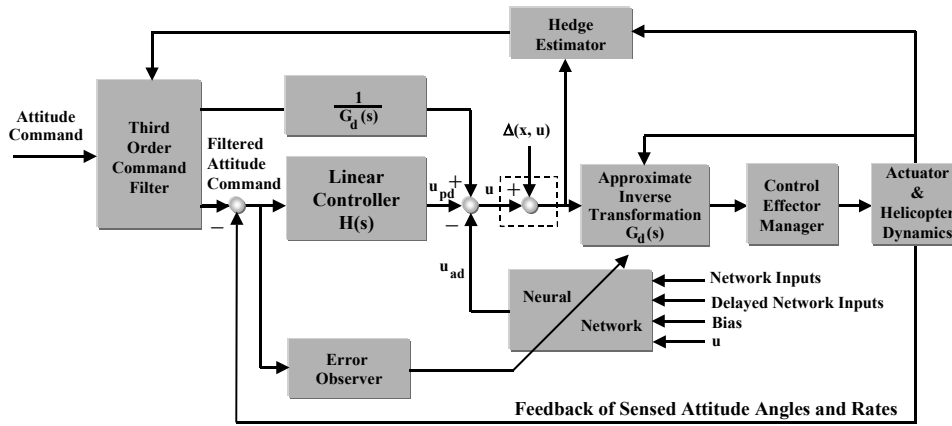 Hedge
Estimator
Attitude
Command
Third
Order
Command
Filter
1
G_d(s)
Filtered
Attitude
Command
−
Linear
Controller
H(s)
u_pd
+
−
u
Δ(x, u)
+
Approximate
Inverse
Transformation
G_d(s)
Control
Effector
Manager
Actuator
&
Helicopter
Dynamics
u_ad
Neural
Network
Network Inputs
Delayed Network Inputs
Bias
u
Error
Observer
Feedback of Sensed Attitude Angles and Rates